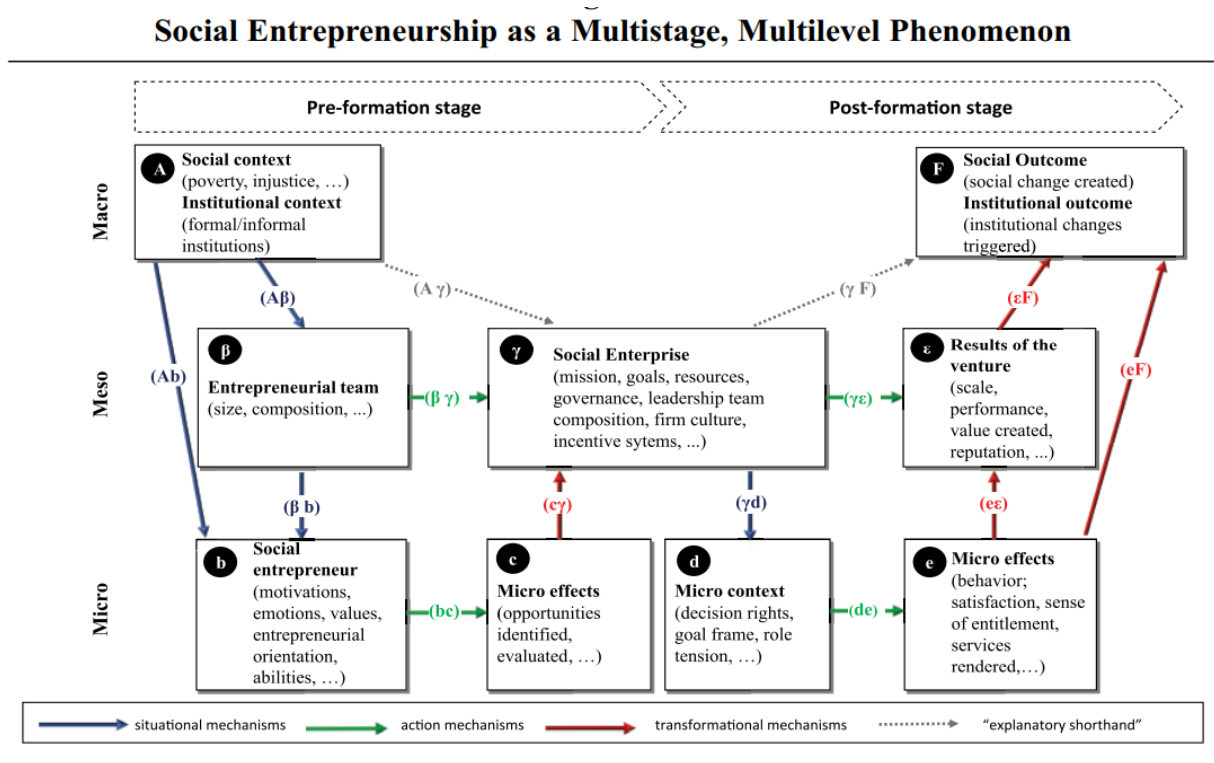 Social Entrepreneurship as a Multistage, Multilevel Phenomenon
Pre-formation stage
Post-formation stage
Macro
A
Social context
(poverty, injustice, …)
Institutional context
(formal/informal
institutions)
F
Social Outcome
(social change created)
Institutional outcome
(institutional changes
triggered)
(Aβ)
(A γ)
(γ F)
(εF)
(Ab)
(eF)
Meso
β
Entrepreneurial team
(size, composition, ...)
(β γ)
γ
Social Enterprise
(mission, goals, resources,
governance, leadership team
composition, firm culture,
incentive sytems, ...)
(γε)
ε
Results of the
venture
(scale,
performance,
value created,
reputation, ...)
(β b)
(cγ)
(γd)
(eε)
Micro
b
Social
entrepreneur
(motivations,
emotions, values,
entrepreneurial
orientation,
abilities, …)
(bc)
c
Micro effects
(opportunities
identified,
evaluated, …)
d
Micro context
(decision rights,
goal frame, role
tension, …)
(de)
e
Micro effects
(behavior;
satisfaction, sense
of entitlement,
services
rendered,…)
situational mechanisms
action mechanisms
transformational mechanisms
“explanatory shorthand”